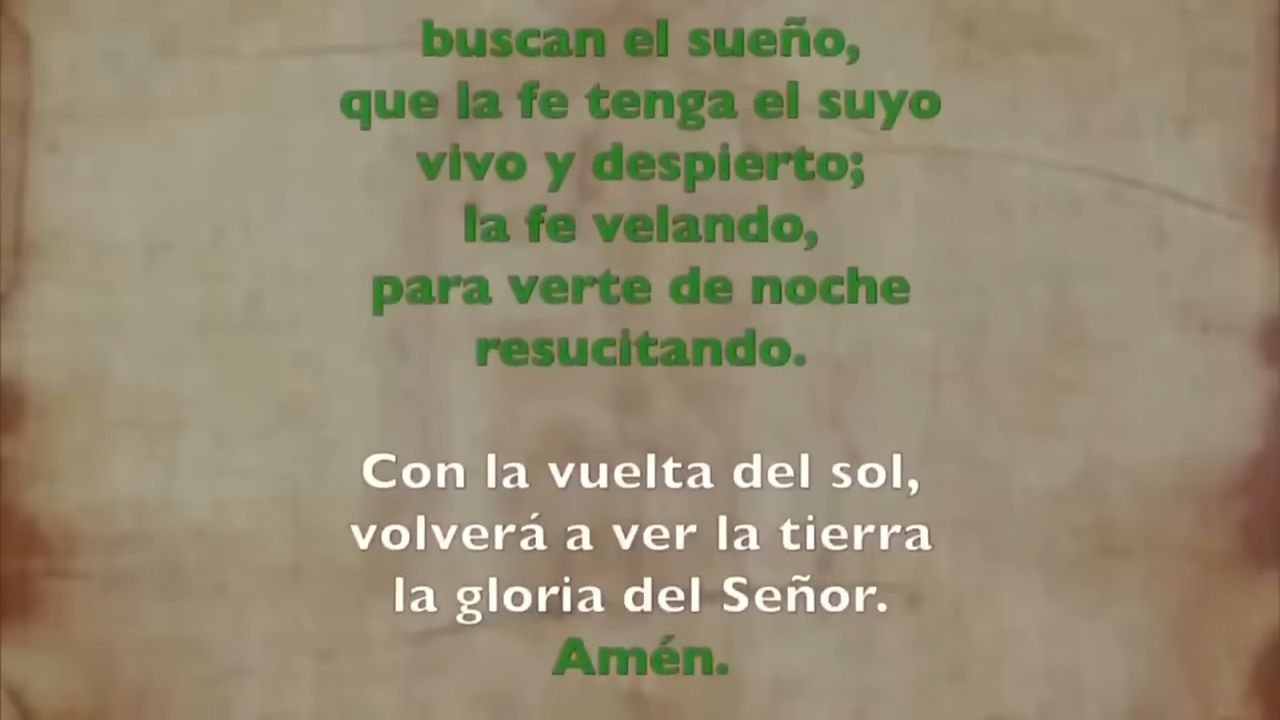 buscan el sueño,
que la fe tenga el suyo
vivo y despierto;
la fe velando,
para verte de noche
resucitando.
Con la vuelta del sol,
volverá a ver la tierra
la gloria del Señor.
Amén.